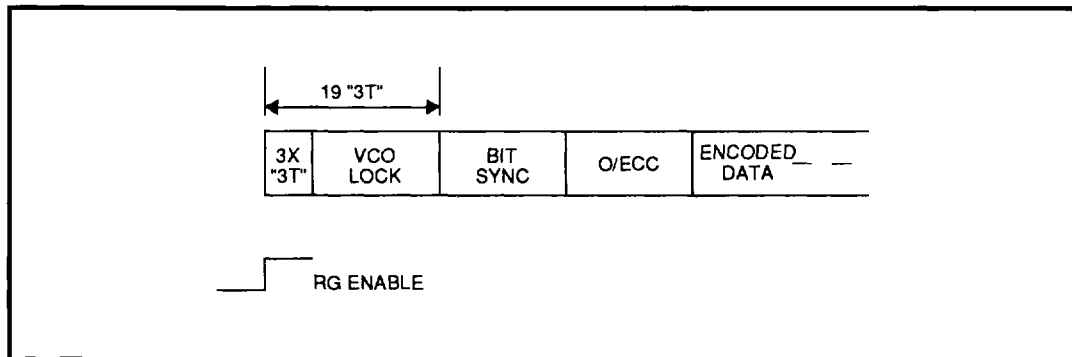 19 "3T"
3X
"3T"
VCO
LOCK
BIT
SYNC
O/ECC
ENCODED
DATA
RG ENABLE